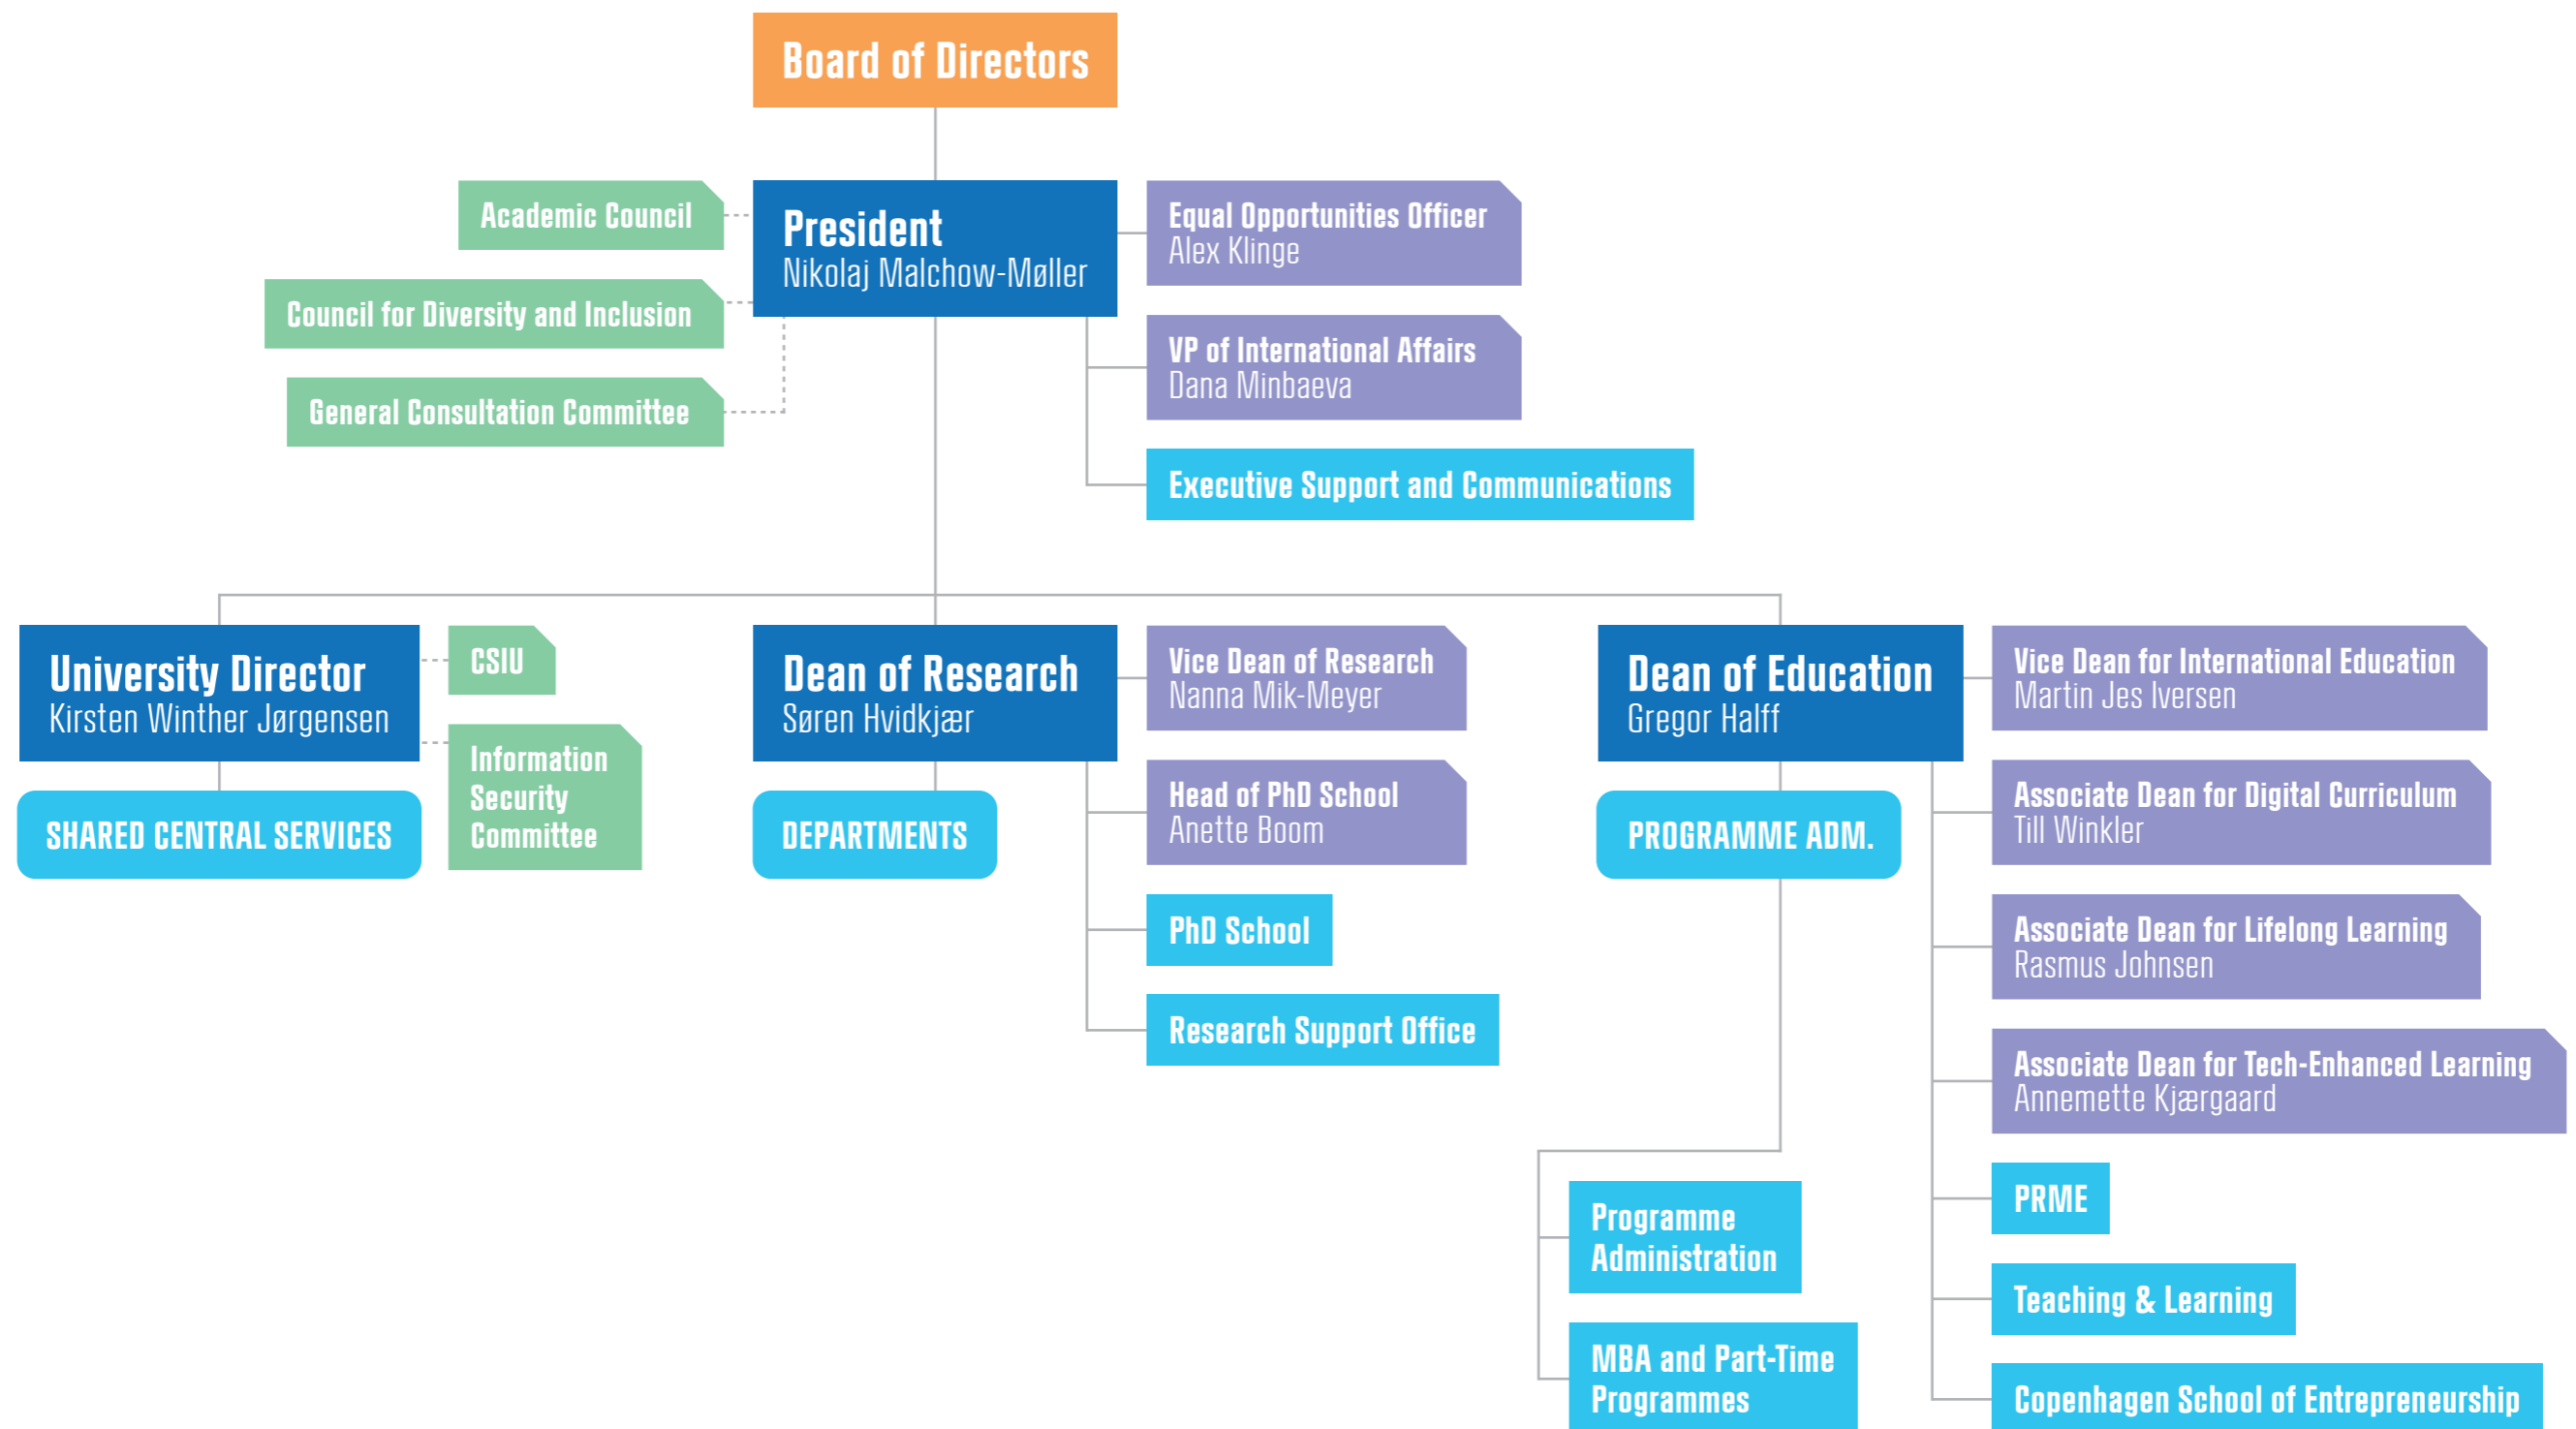 Board of Directors
Academic Council
Council for Diversity and Inclusion
General Consultation Committee
President
Nikolaj Malchow-Møller
Equal Opportunities Officer
Alex Klinge
VP of International Affairs
Dana Minbaeva
Executive Support and Communications
University Director
Kirsten Winther Jørgensen
SHARED CENTRAL SERVICES
CSIU
Information
Security
Committee
Dean of Research
Søren Hvidkjær
DEPARTMENTS
Vice Dean of Research
Nanna Mik-Meyer
Head of PhD School
Anette Boom
PhD School
Research Support Office
Dean of Education
Gregor Halff
PROGRAMME ADM.
Programme
Administration
MBA and Part-Time
Programmes
Vice Dean for International Education
Martin Jes Iversen
Associate Dean for Digital Curriculum
Till Winkler
Associate Dean for Lifelong Learning
Rasmus Johnsen
Associate Dean for Tech-Enhanced Learning
Annemette Kjærgaard
PRME
Teaching & Learning
Copenhagen School of Entrepreneurship